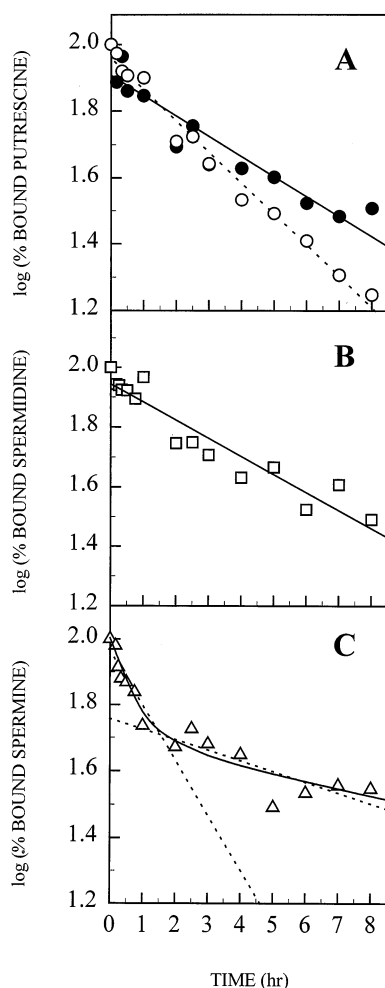 A
log (% BOUND PUTRESCINE)
2.0
1.8
1.6
1.4
1.2
B
log (% BOUND SPERMIDINE)
2.0
1.8
1.6
1.4
1.2
C
log (% BOUND SPERMINE)
2.0
1.8
1.6
1.4
1.2
0 1 2 3 4 5 6 7 8
TIME (hr)